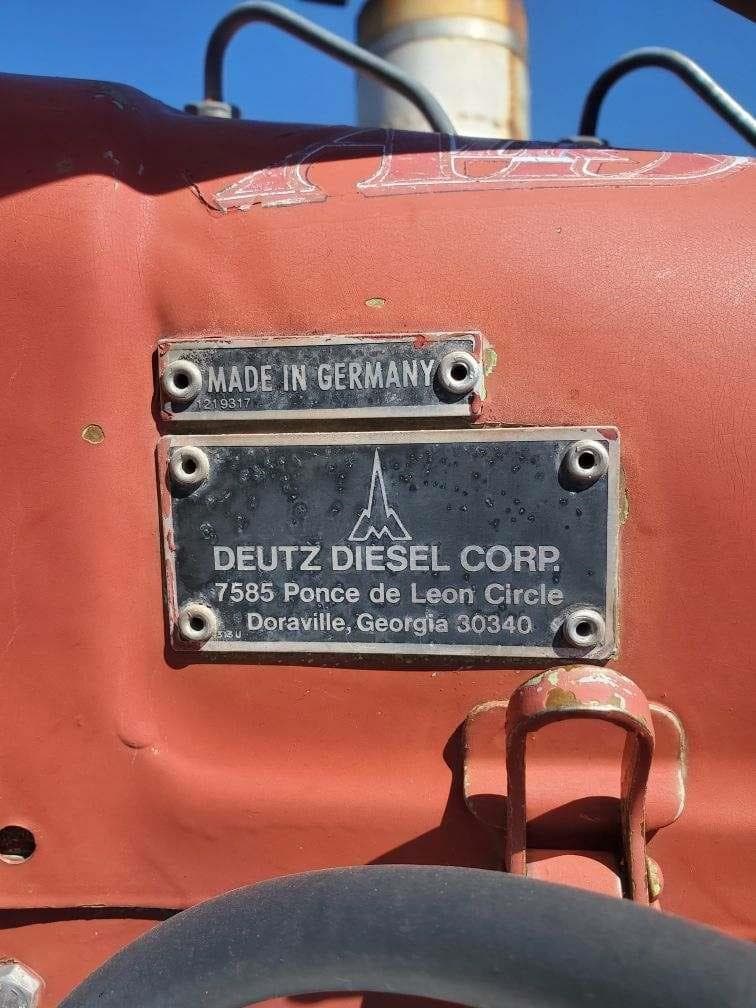 MADE IN GERMANY
1219317
DEUTZ DIESEL CORP.
7585 Ponce de Leon Circle
Doraville, Georgia 30340